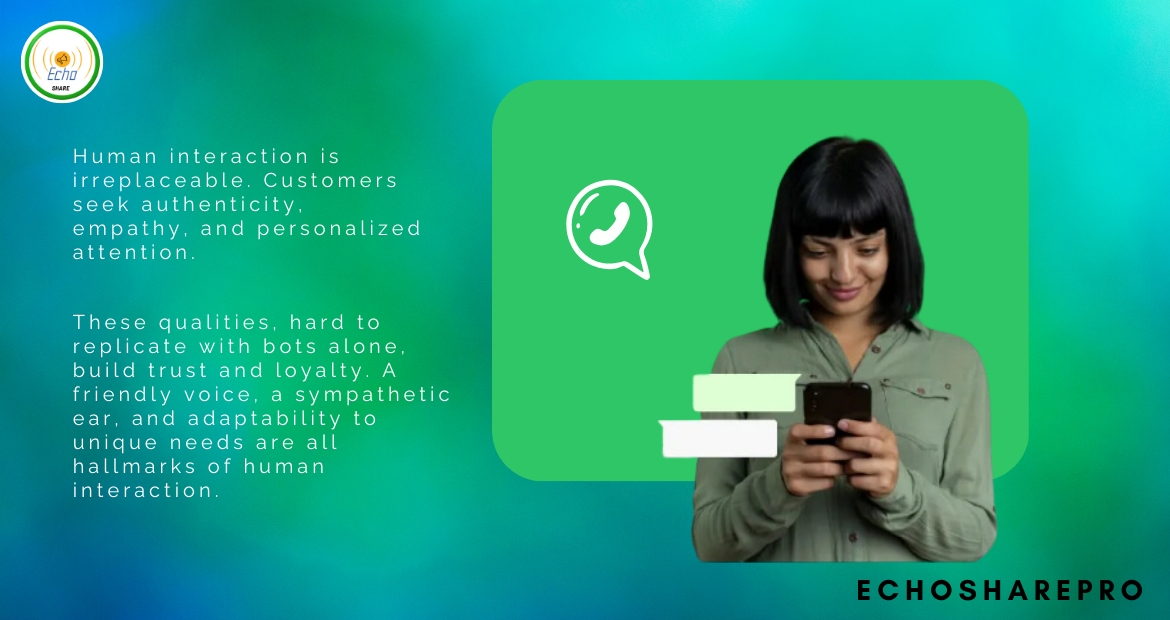 Echo
SHARE
Human interaction is
irreplaceable. Customers
seek authenticity,
empathy, and personalized
attention.
These qualities, hard to
replicate with bots alone,
build trust and loyalty. A
friendly voice, a sympathetic
ear, and adaptability to
unique needs are all
hallmarks of human
interaction.
ECHOSHAREPRO